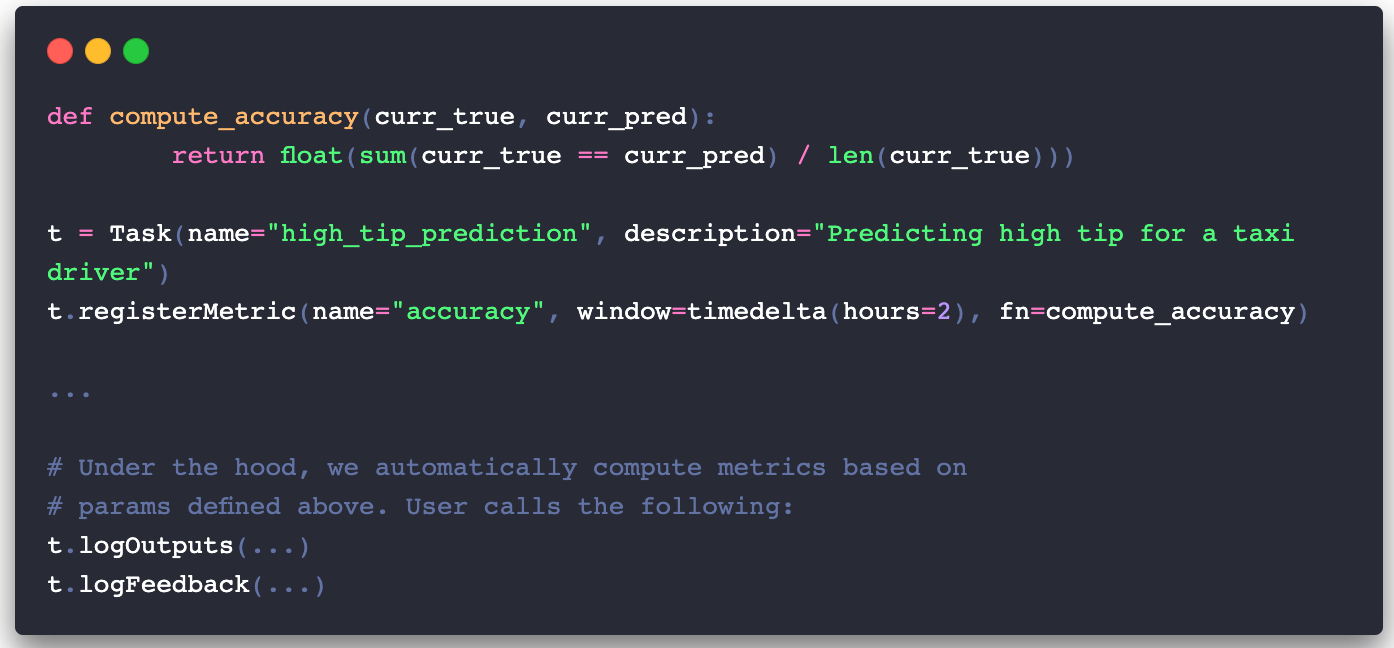 def compute_accuracy(curr_true, curr_pred):
        return float(sum(curr_true == curr_pred) / len(curr_true)))
t = Task(name="high_tip_prediction", description="Predicting high tip for a taxi
driver")
t.registerMetric(name="accuracy", window=timedelta(hours=2), fn=compute_accuracy)
...
# Under the hood, we automatically compute metrics based on
# params defined above. User calls the following:
t.logOutputs(...)
t.logFeedback(...)